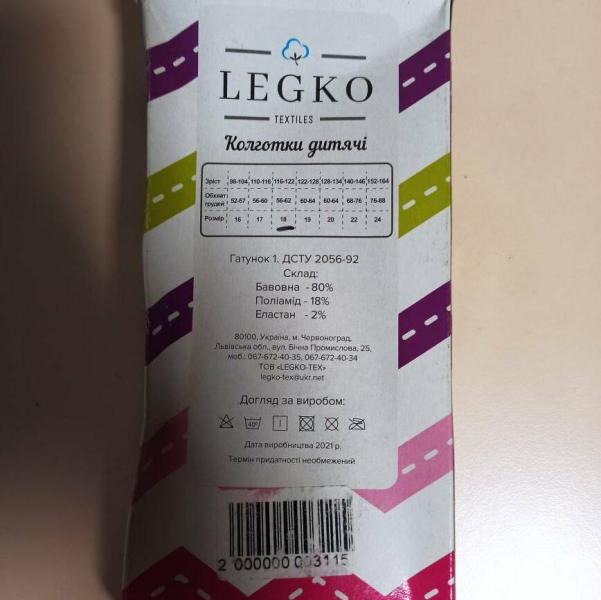 LEGKO
TEXTILES
Колготки дитячі
Зріст 98-104 110-116 116-122 122-128 128-134 140-146 152-164
Обхват грудей 52-57 56-60 56-62 60-64 60-64 68-76 76-88
Розмір 16 17 18 19 20 22 24
Гатунок 1. ДСТУ 2056-92
Склад:
Бавовна - 80%
Поліамід - 18%
Еластан - 2%
80100, Україна, м. Червоноград,
Львівська обл., вул. Бічна Промислова, 25,
моб.: 067-672-40-35, 067-672-40-34
ТОВ «LEGKO-TEX»
legko-tex@ukr.net
Догляд за виробом:
40°
Дата виробництва 2021 р.
Термін придатності необмежений
2 000000 003115